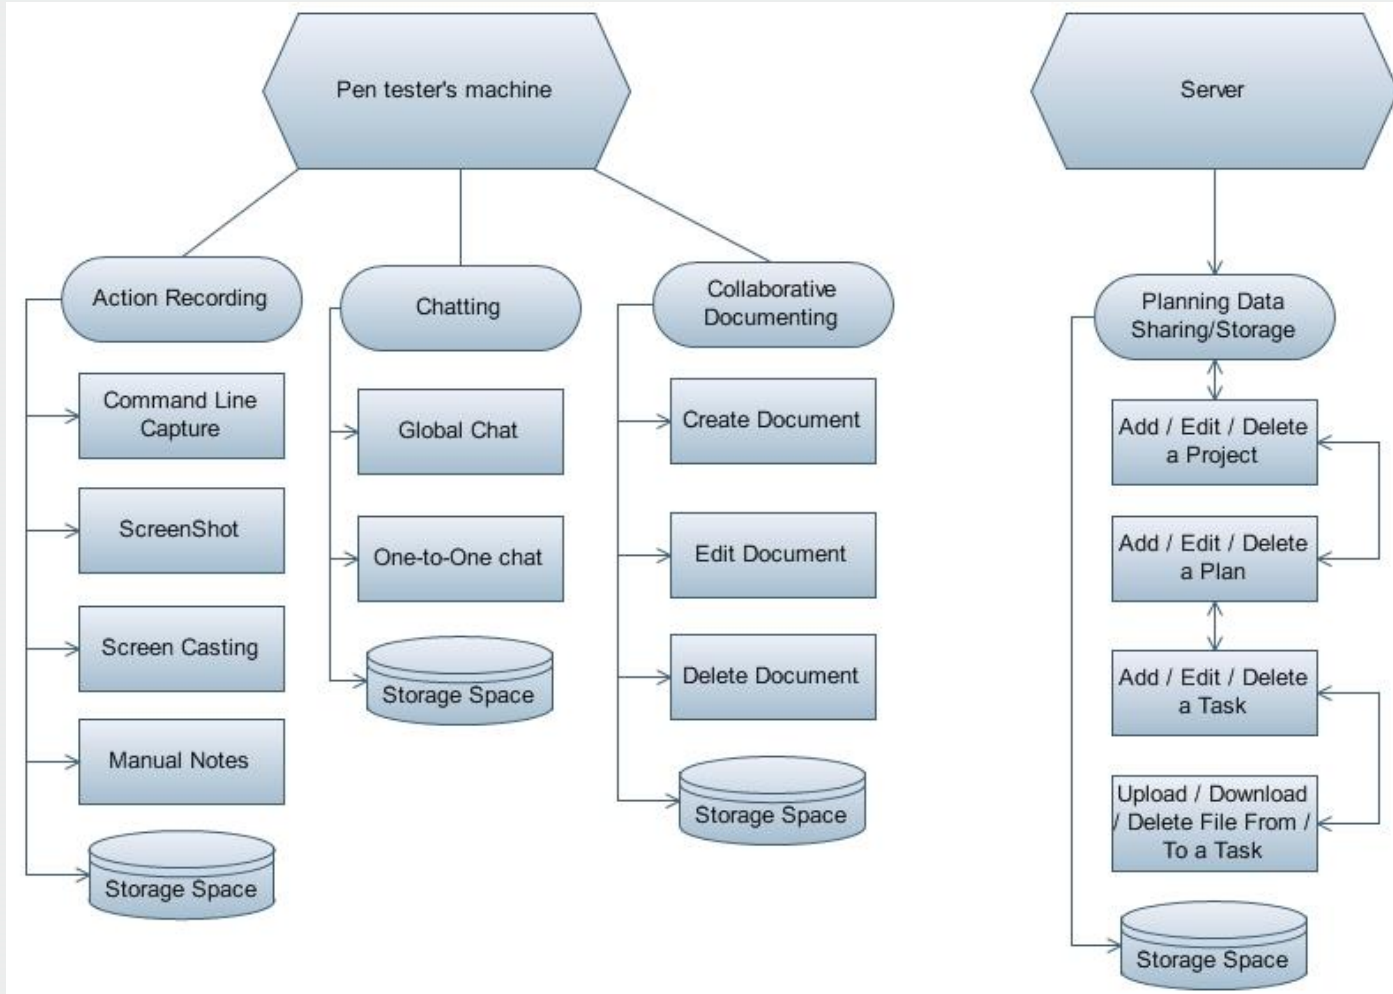 Pen tester's machine
Server
Action Recording
Command Line
Capture
ScreenShot
Screen Casting
Manual Notes
Storage Space
Chatting
Global Chat
One-to-One chat
Storage Space
Collaborative
Documenting
Create Document
Edit Document
Delete Document
Storage Space
Planning Data
Sharing/Storage
Add / Edit / Delete
a Project
Add / Edit / Delete
a Plan
Add / Edit / Delete
a Task
Upload / Download
/ Delete File From /
To a Task
Storage Space